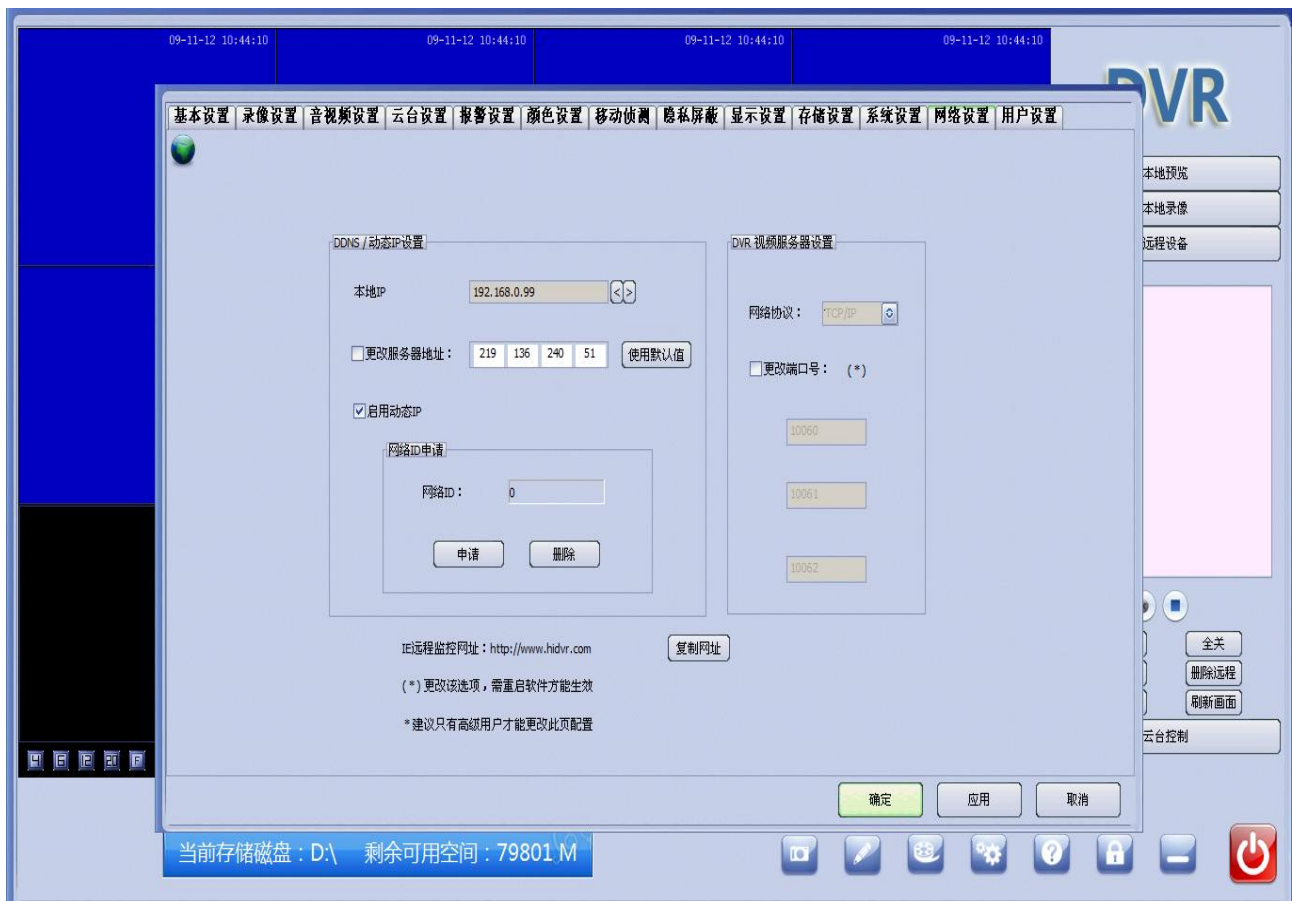 09-11-12 10:44:10
09-11-12 10:44:10
09-11-12 10:44:10
09-11-12 10:44:10
DVR
基本设置 录像设置 音视频设置 云台设置 报警设置 颜色设置 移动侦测 隐私屏蔽 显示设置 存储设置 系统设置 网络设置 用户设置
本地预览
本地录像
远程设备
DDNS / 动态IP设置
本地IP 192.168.0.99 < >
更改服务器地址： 219 136 240 51 使用默认值
启用动态IP
网络ID申请
网络ID： 0
申请 删除
DVR 视频服务器设置
网络协议： TCP/IP
更改端口号： (*)
10060
10061
10062
IE远程监控网址：http://www.hidvr.com 复制网址
(*) 更改该选项，需重启软件方能生效
*建议只有高级用户才能更改此页配置
全关
删除远程
刷新画面
云台控制
4 6 12 20 F
确定 应用 取消
当前存储磁盘：D:\ 剩余可用空间：79801 M